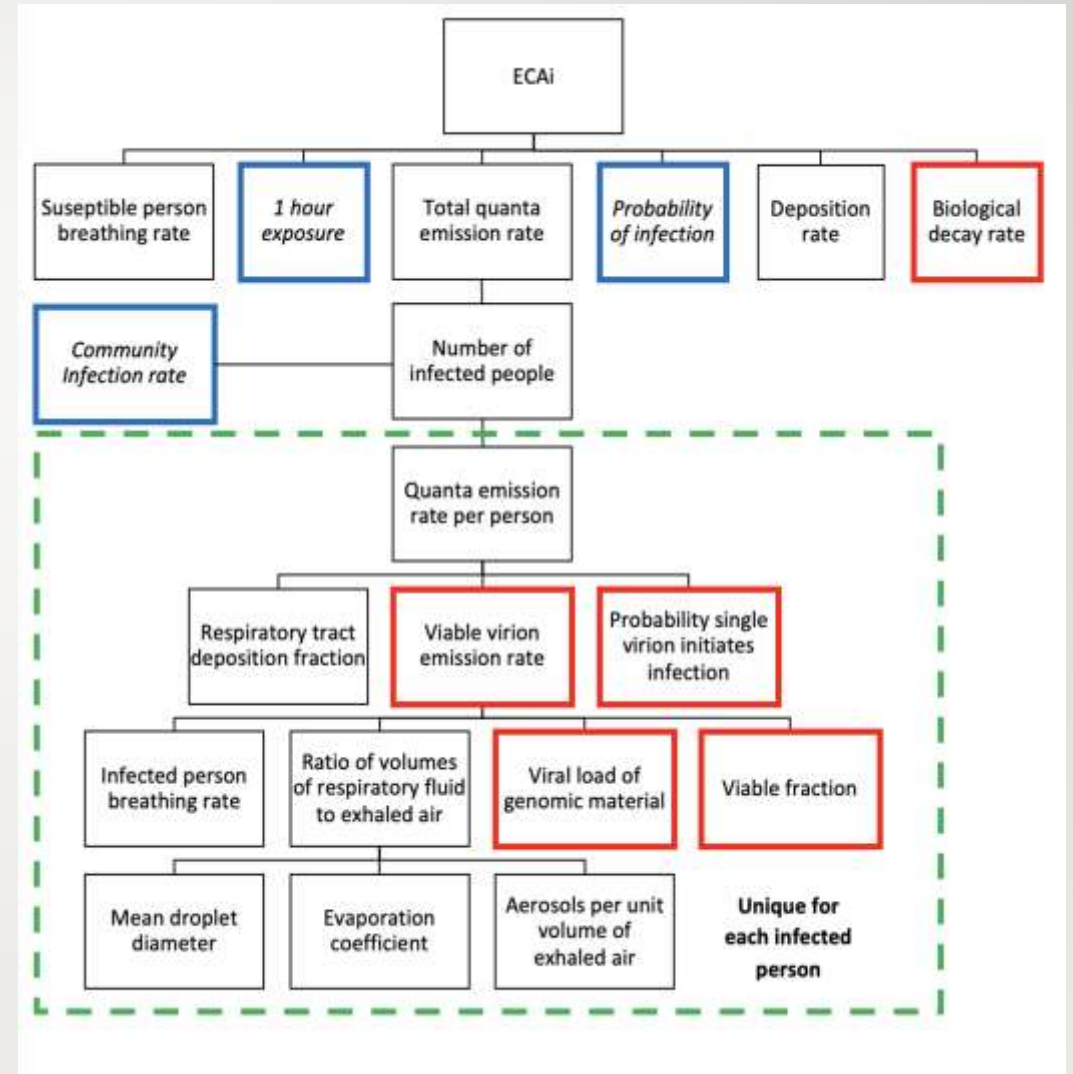 ECAi
Suseptible person
breathing rate
1 hour
exposure
Total quanta
emission rate
Probability
of infection
Deposition
rate
Biological
decay rate
Community
Infection rate
Number of
infected people
Quanta emission
rate per person
Respiratory tract
deposition fraction
Viable virion
emission rate
Probability single
virion initiates
infection
Infected person
breathing rate
Ratio of volumes
of respiratory fluid
to exhaled air
Viral load of
genomic material
Viable fraction
Mean droplet
diameter
Evaporation
coefficient
Aerosols per unit
volume of
exhaled air
Unique for
each infected
person